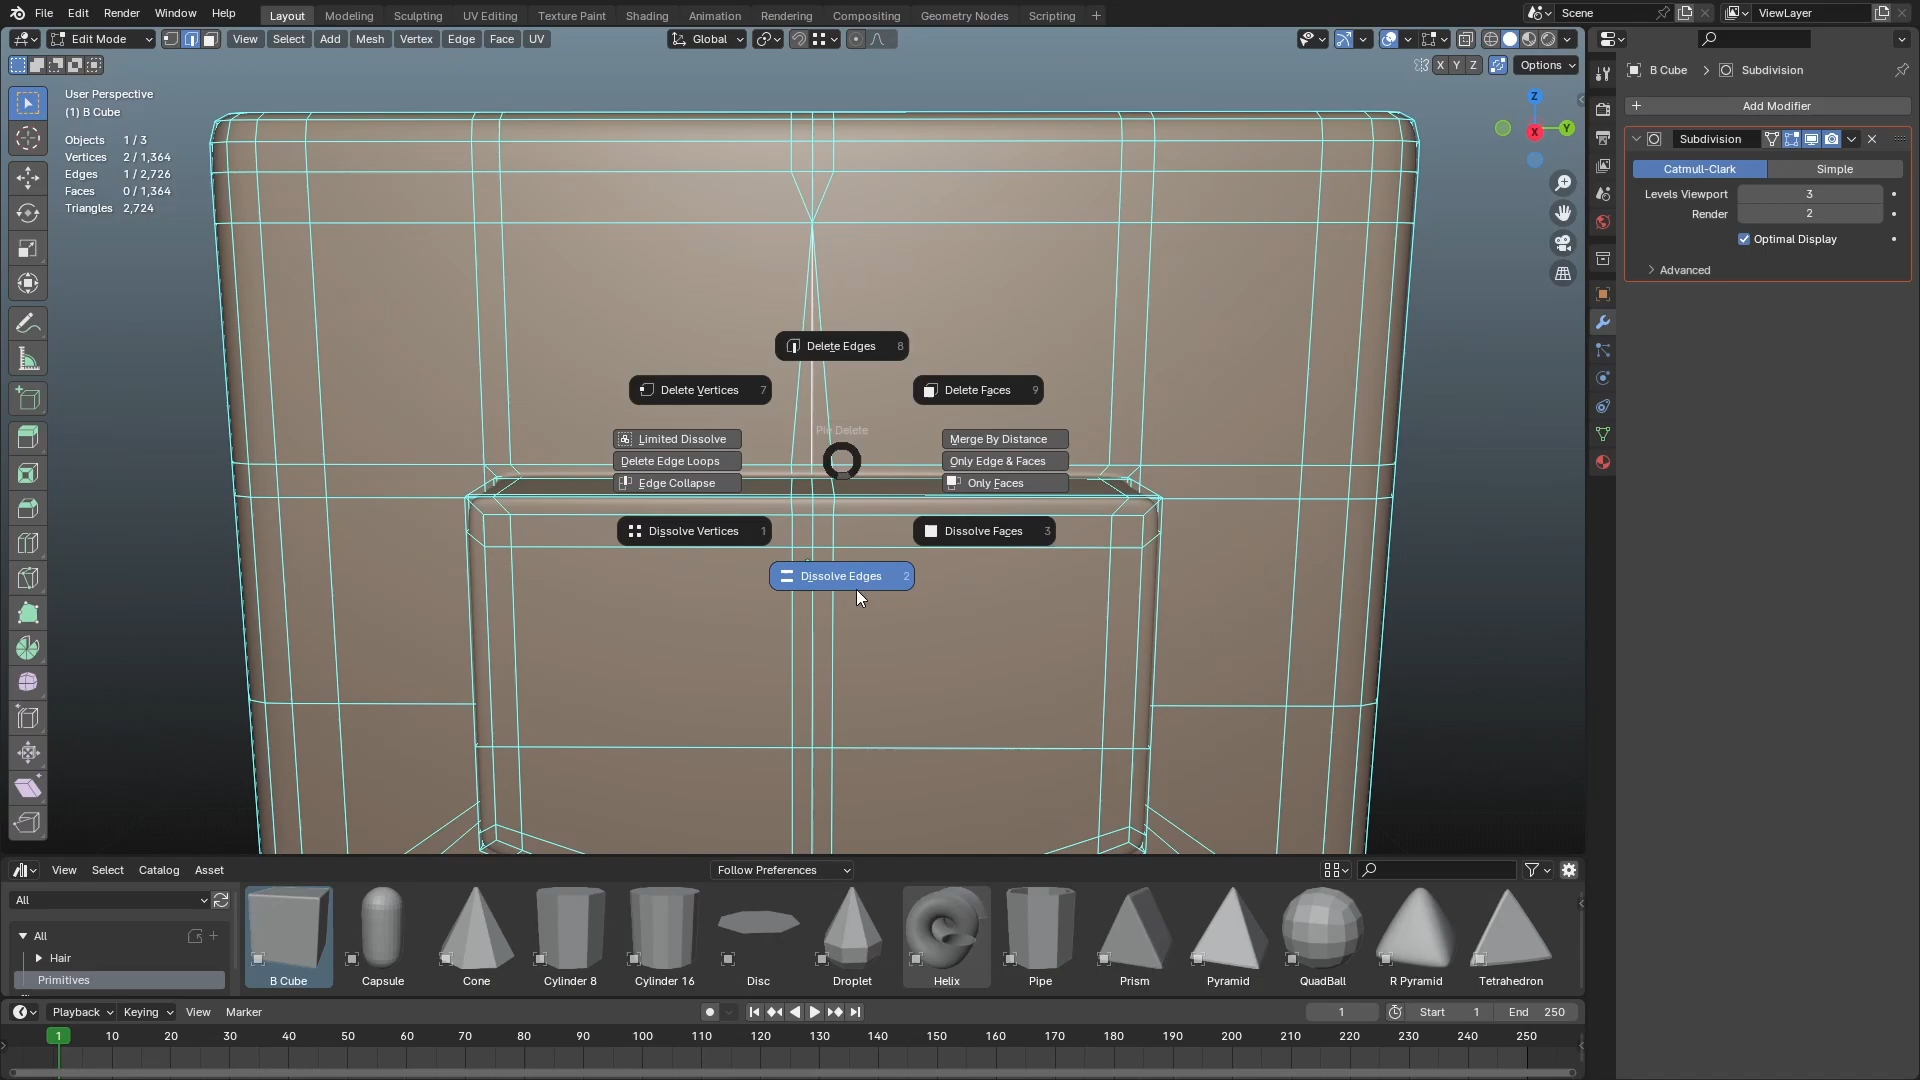 File Edit Render Window Help
Layout Modeling Sculpting UV Editing Texture Paint Shading Animation Rendering Compositing Geometry Nodes Scripting +
Scene
ViewLayer
Edit Mode
View Select Add Mesh Vertex Edge Face UV
Global
X Y Z
Options
User Perspective
(1) B Cube
Objects 1 / 3
Vertices 2 / 1,364
Edges 1 / 2,726
Faces 0 / 1,364
Triangles 2,724
Z
X
Y
Delete Edges 8
Delete Vertices 7
Delete Faces 9
Pie Delete
Limited Dissolve
Merge By Distance
Delete Edge Loops
Only Edge & Faces
Edge Collapse
Only Faces
Dissolve Vertices 1
Dissolve Faces 3
Dissolve Edges 2
B Cube > Subdivision
+ Add Modifier
Subdivision
Catmull-Clark Simple
Levels Viewport 3
Render 2
Optimal Display
Advanced
View Select Catalog Asset
Follow Preferences
All
All
Hair
Primitives
B Cube Capsule Cone Cylinder 8 Cylinder 16 Disc Droplet Helix Pipe Prism Pyramid QuadBall R Pyramid Tetrahedron
Playback Keying View Marker
1
Start 1
End 250
1 10 20 30 40 50 60 70 80 90 100 110 120 130 140 150 160 170 180 190 200 210 220 230 240 250